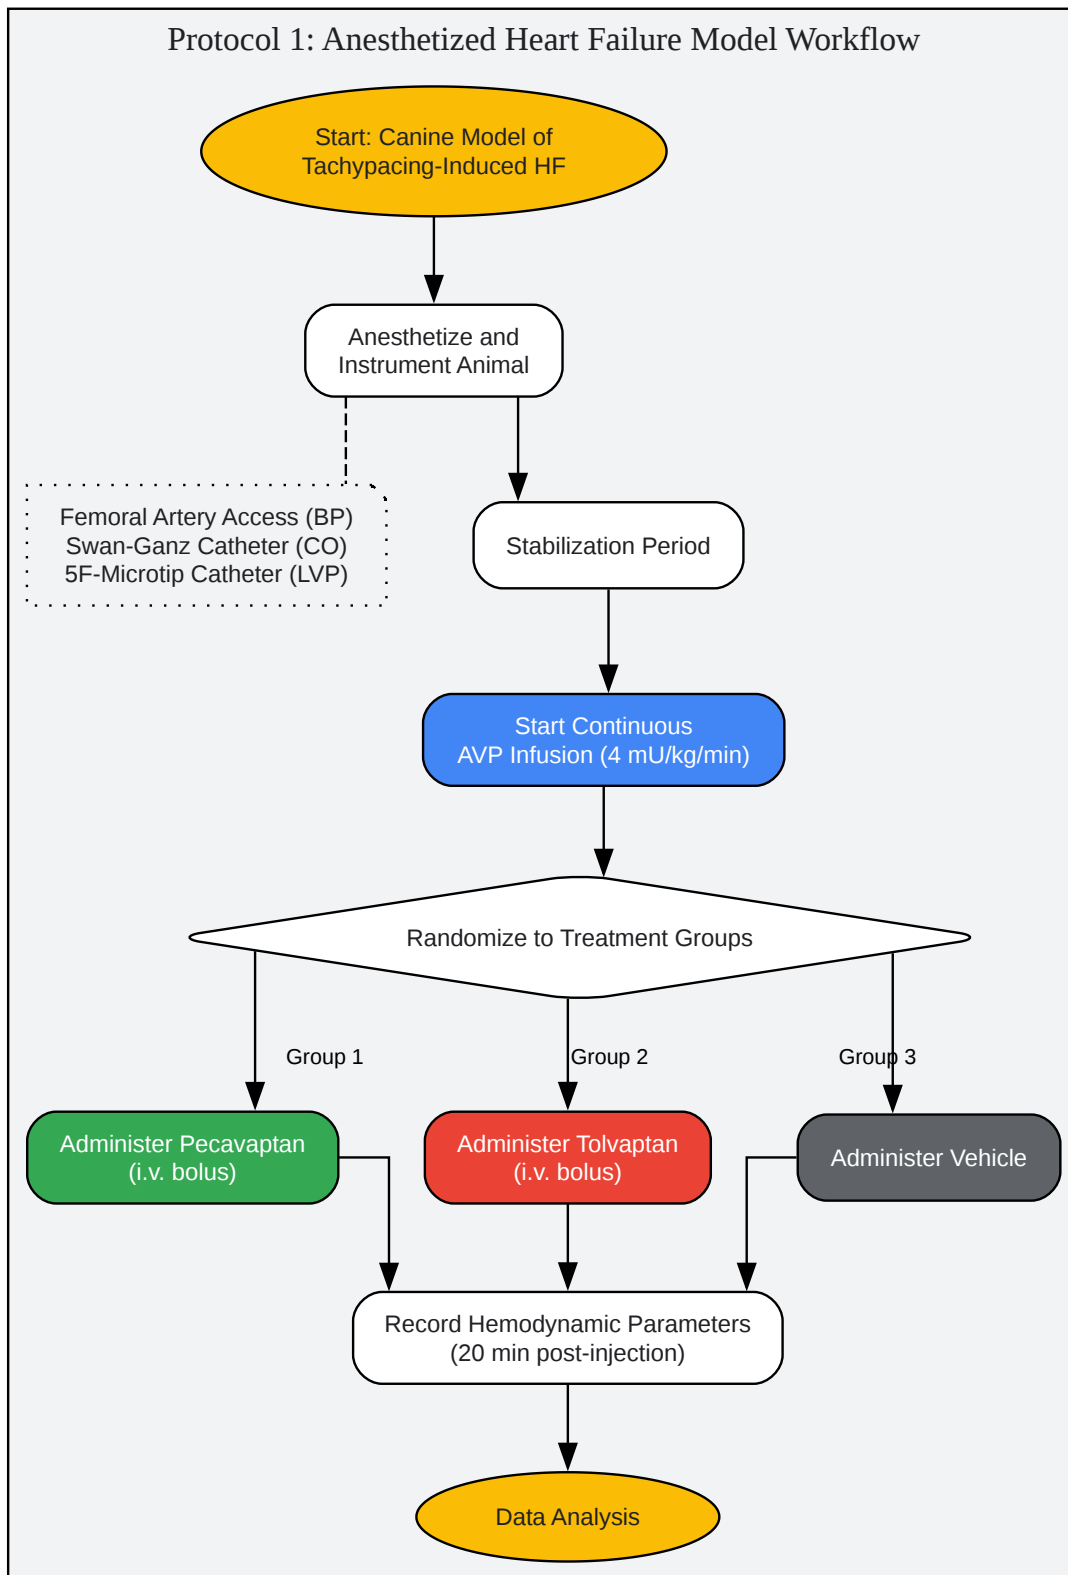 Protocol 1: Anesthetized Heart Failure Model Workflow
Start: Canine Model of
Tachypacing-Induced HF
Anesthetize and
Instrument Animal
Femoral Artery Access (BP)
Swan-Ganz Catheter (CO)
5F-Microtip Catheter (LVP)
Stabilization Period
Start Continuous
AVP Infusion (4 mU/kg/min)
Randomize to Treatment Groups
Group 1
Group 2
Group 3
Administer Pecavaptan
(i.v. bolus)
Administer Tolvaptan
(i.v. bolus)
Administer Vehicle
Record Hemodynamic Parameters
(20 min post-injection)
Data Analysis